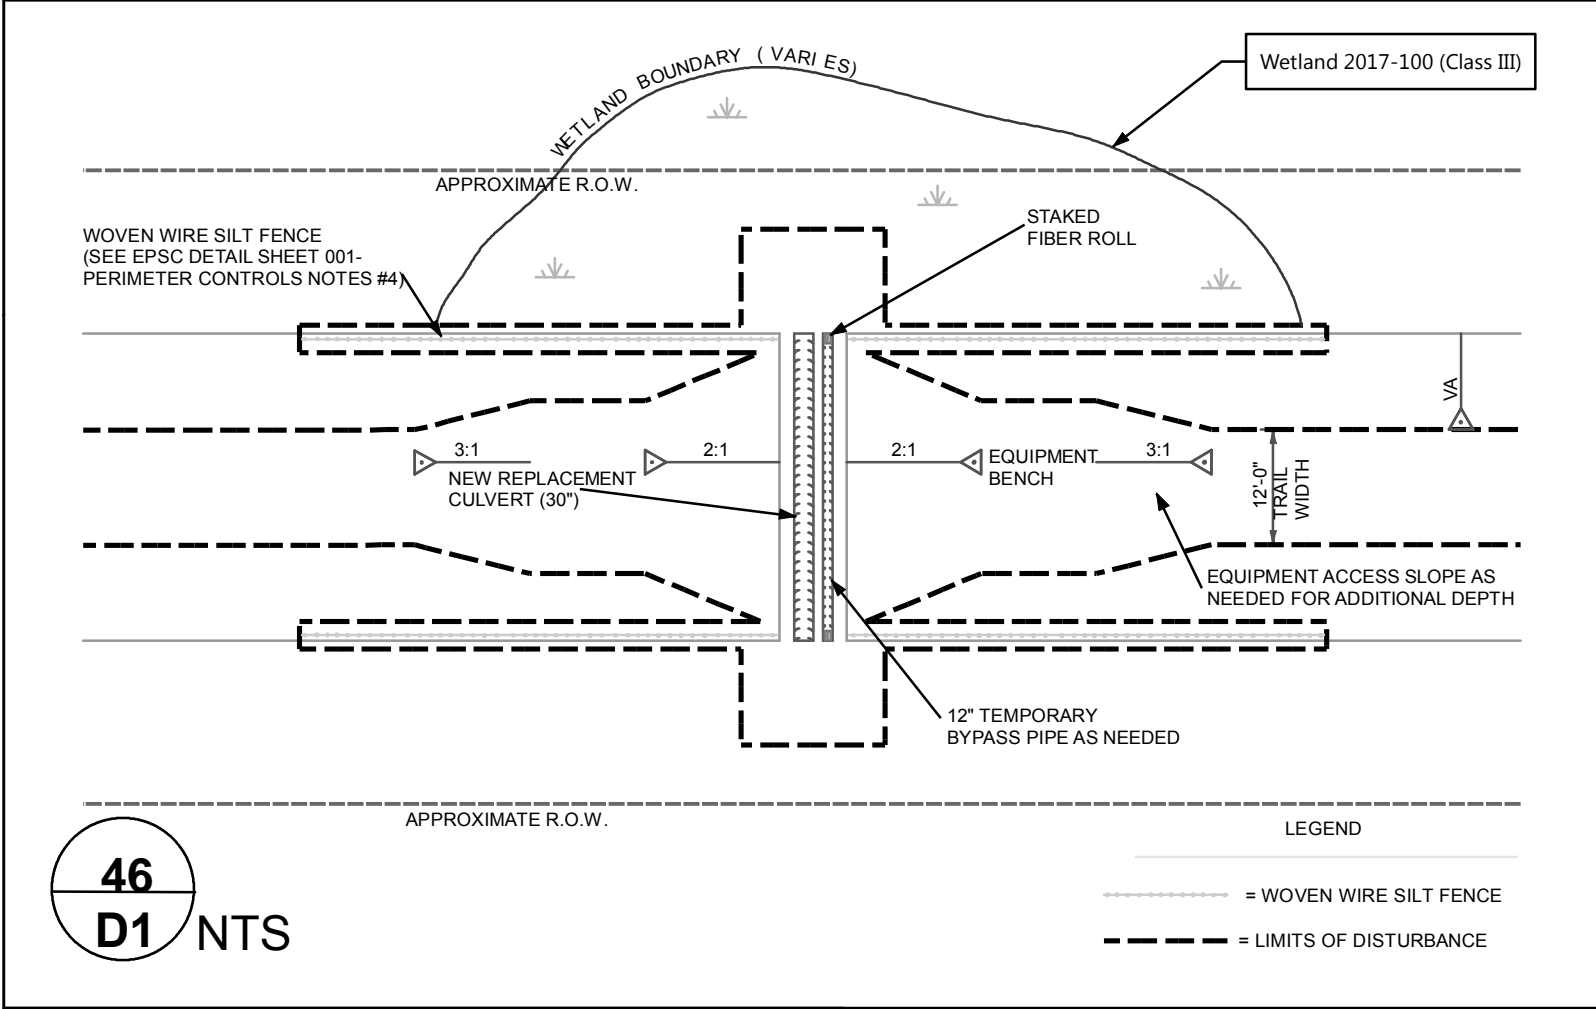 WETLAND BOUNDARY ( VARI ES)
Wetland 2017-100 (Class III)
APPROXIMATE R.O.W.
WOVEN WIRE SILT FENCE
(SEE EPSC DETAIL SHEET 001-
PERIMETER CONTROLS NOTES #4)
STAKED
FIBER ROLL
VA
3:1
2:1
2:1
EQUIPMENT
BENCH
3:1
NEW REPLACEMENT
CULVERT (30")
12'-0"
TRAIL
WIDTH
EQUIPMENT ACCESS SLOPE AS
NEEDED FOR ADDITIONAL DEPTH
12" TEMPORARY
BYPASS PIPE AS NEEDED
APPROXIMATE R.O.W.
LEGEND
= WOVEN WIRE SILT FENCE
= LIMITS OF DISTURBANCE
46
D1
NTS